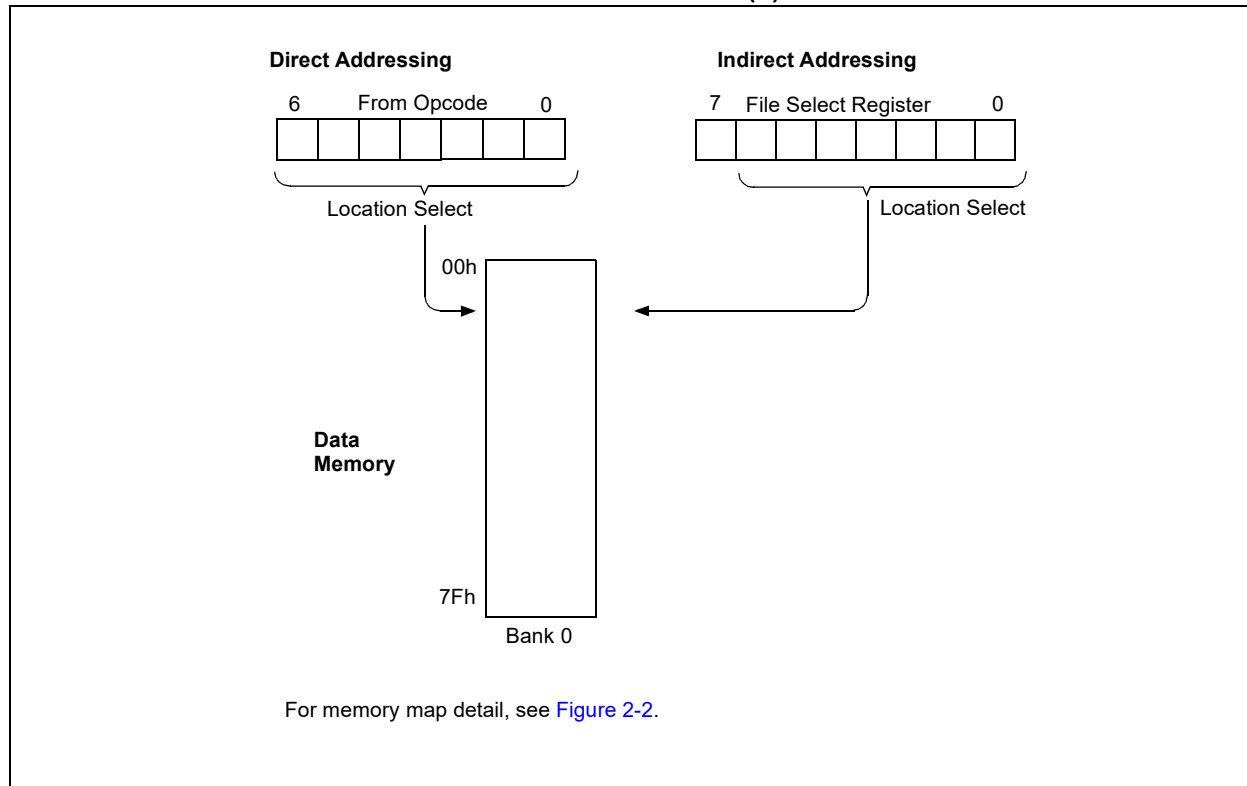 Direct Addressing
Indirect Addressing
6 From Opcode 0
7 File Select Register 0
Location Select
Location Select
00h
Data
Memory
7Fh
Bank 0
For memory map detail, see Figure 2-2.